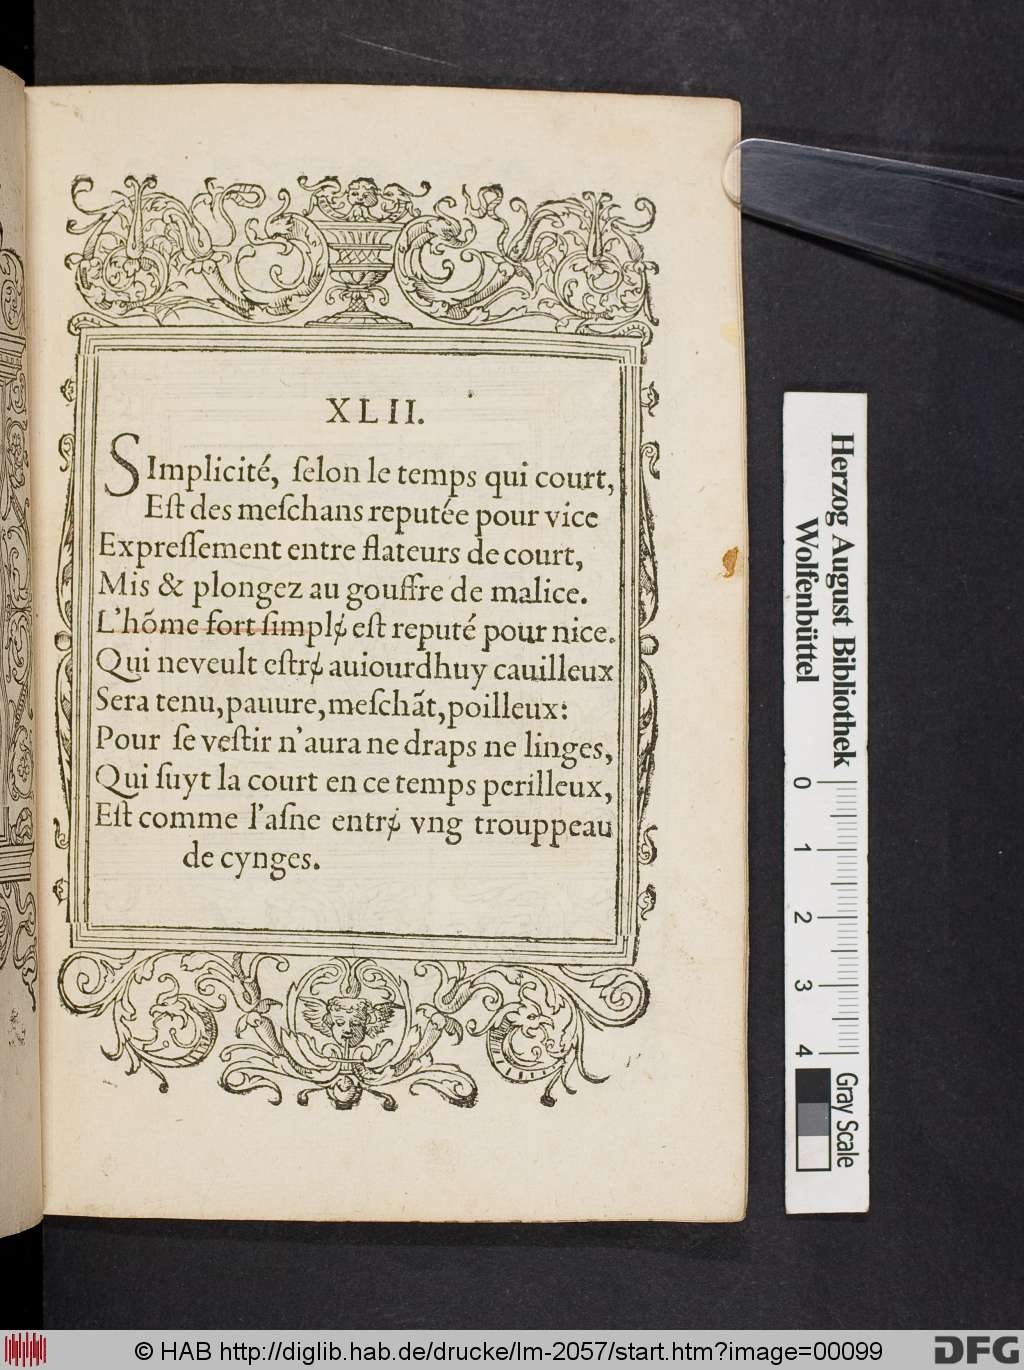 XLII.
SImplicité, ſelon le temps qui court,
Eſt des meſchans reputée pour vice
Expreſſement entre flateurs de court,
Mis & plongez au gouffre de malice.
L'hõme fort ſimplɇ eſt reputé pour nice.
Qui neveult eſtrɇ auiourdhuy cauilleux
Sera tenu, pauure, meſchãt, poilleux:
Pour ſe veſtir n'aura ne draps ne linges,
Qui ſuyt la court en ce temps perilleux,
Eſt comme l'aſne entrɇ vng trouppeau
de cynges.
Herzog August Bibliothek
Wolfenbüttel
0 1 2 3 4
Gray Scale
© HAB http://diglib.hab.de/drucke/lm-2057/start.htm?image=00099
DFG